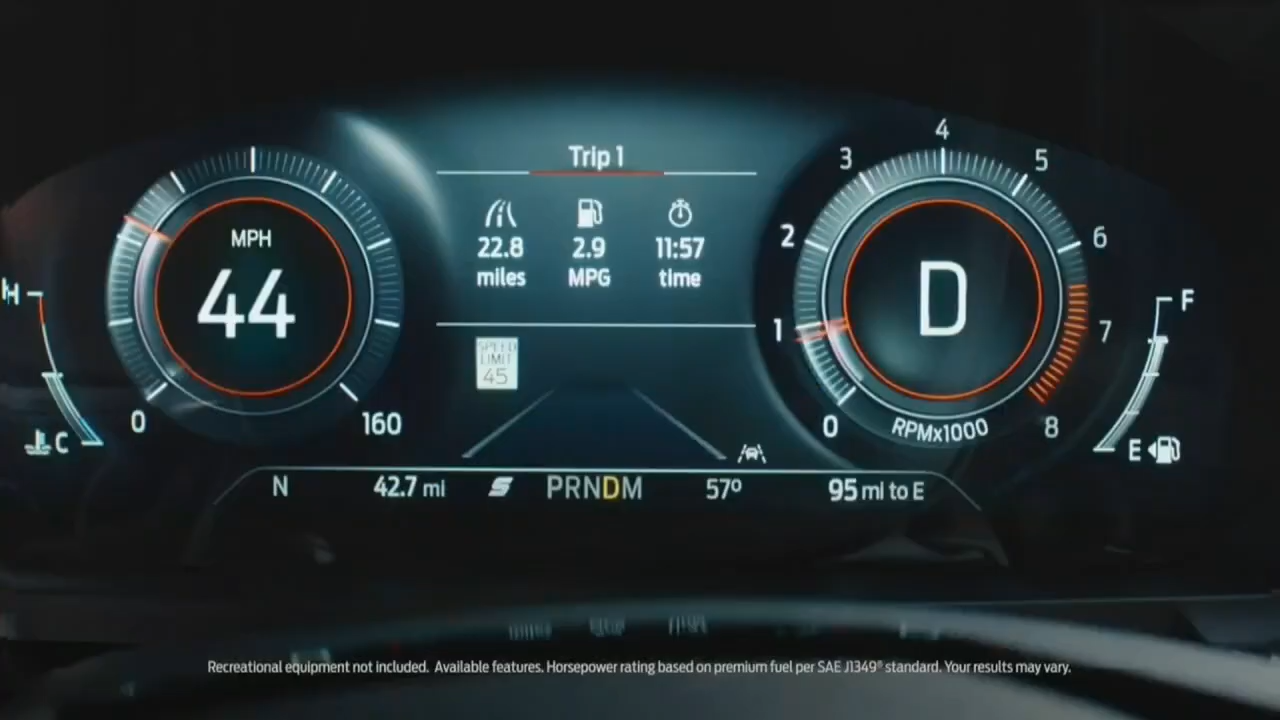 Trip 1
22.8 2.9 11:57
miles MPG time
MPH
44
0 160
H
C
SPEED
LIMIT
45
D
0 1 2 3 4 5 6 7 8
RPMx1000
F
E
N 42.7 mi S PRNDM 57° 95 mi to E
Recreational equipment not included. Available features. Horsepower rating based on premium fuel per SAE J1349® standard. Your results may vary.